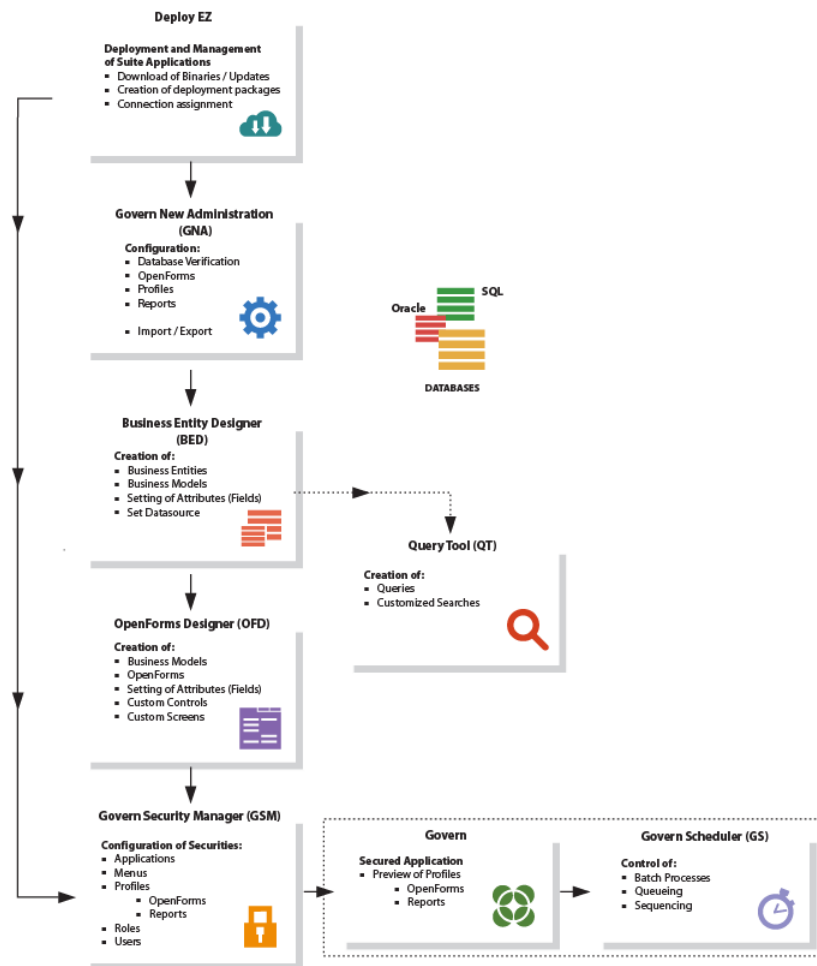 Deploy EZ
Deployment and Management
of Suite Applications
▪ Download of Binaries / Updates
▪ Creation of deployment packages
▪ Connection assignment
Govern New Administration
(GNA)
Configuration:
▪ Database Verification
▪ OpenForms
▪ Profiles
▪ Reports
▪ Import / Export
SQL
Oracle
DATABASES
Business Entity Designer
(BED)
Creation of:
▪ Business Entities
▪ Business Models
▪ Setting of Attributes (Fields)
▪ Set Datasource
Query Tool (QT)
Creation of:
▪ Queries
▪ Customized Searches
OpenForms Designer (OFD)
Creation of:
▪ Business Models
▪ OpenForms
▪ Setting of Attributes (Fields)
▪ Custom Controls
▪ Custom Screens
Govern Security Manager (GSM)
Configuration of Securities:
▪ Applications
▪ Menus
▪ Profiles
▪ OpenForms
▪ Reports
▪ Roles
▪ Users
Govern
Secured Application
▪ Preview of Profiles
▪ OpenForms
▪ Reports
Govern Scheduler (GS)
Control of:
▪ Batch Processes
▪ Queueing
▪ Sequencing